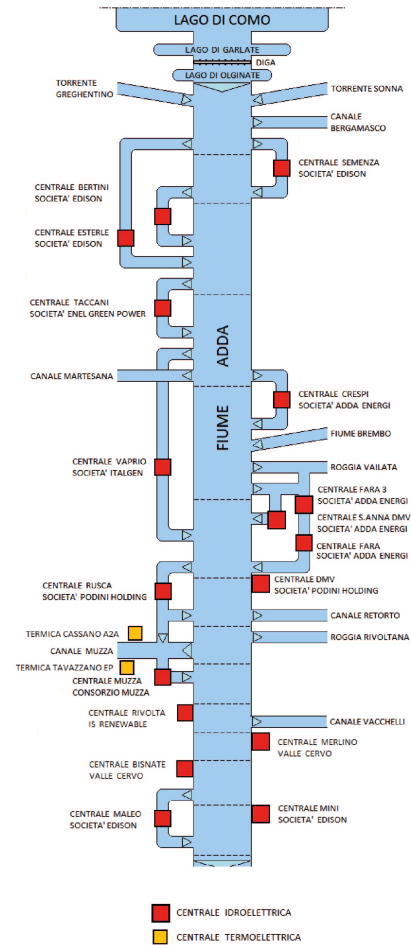 LAGO DI COMO
LAGO DI GARLATE
DIGA
LAGO DI OLGINATE
TORRENTE
GREGHENTINO
TORRENTE SONNA
CANALE
BERGAMASCO
CENTRALE SEMENZA
SOCIETA' EDISON
CENTRALE BERTINI
SOCIETA' EDISON
CENTRALE ESTERLE
SOCIETA' EDISON
CENTRALE TACCANI
SOCIETA' ENEL GREEN POWER
FIUME ADDA
CANALE MARTESANA
CENTRALE CRESPI
SOCIETA' ADDA ENERGI
FIUME BREMBO
CENTRALE VAPRIO
SOCIETA' ITALGEN
ROGGIA VAILATA
CENTRALE FARA 3
SOCIETA' ADDA ENERGI
CENTRALE S.ANNA DMV
SOCIETA' ADDA ENERGI
CENTRALE FARA
SOCIETA' ADDA ENERGI
CENTRALE RUSCA
SOCIETA' PODINI HOLDING
CENTRALE DMV
SOCIETA' PODINI HOLDING
CANALE RETORTO
TERMICA CASSANO A2A
ROGGIA RIVOLTANA
CANALE MUZZA
TERMICA TAVAZZANO EP
CENTRALE MUZZA
CONSORZIO MUZZA
CENTRALE RIVOLTA
IS RENEWABLE
CANALE VACCHELLI
CENTRALE MERLINO
VALLE CERVO
CENTRALE BISNATE
VALLE CERVO
CENTRALE MALEO
SOCIETA' EDISON
CENTRALE MINI
SOCIETA' EDISON
CENTRALE IDROELETTRICA
CENTRALE TERMOELETTRICA